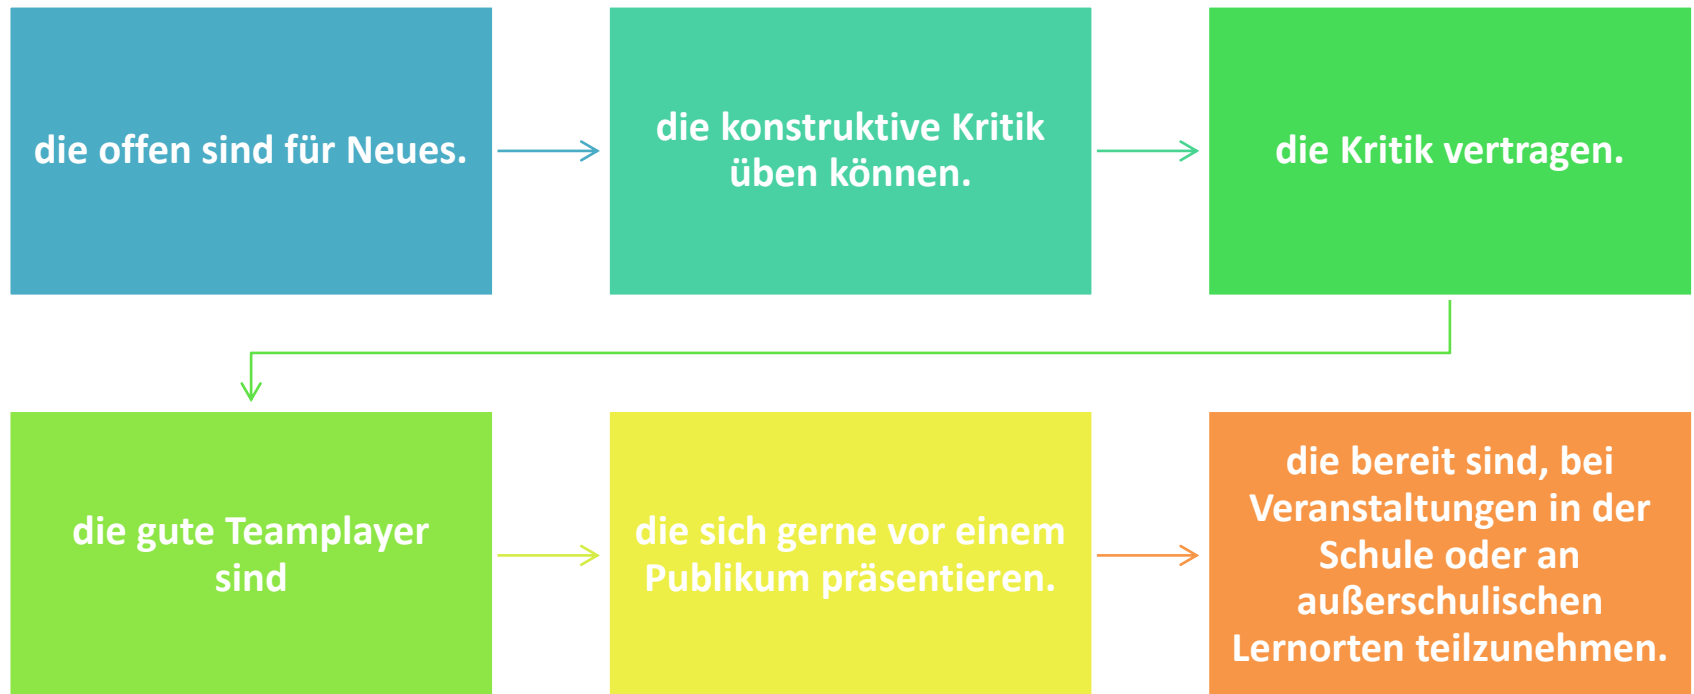 die offen sind für Neues.
die konstruktive Kritik
üben können.
die Kritik vertragen.
die gute Teamplayer
sind
die sich gerne vor einem
Publikum präsentieren.
die bereit sind, bei
Veranstaltungen in der
Schule oder an
außerschulischen
Lernorten teilzunehmen.